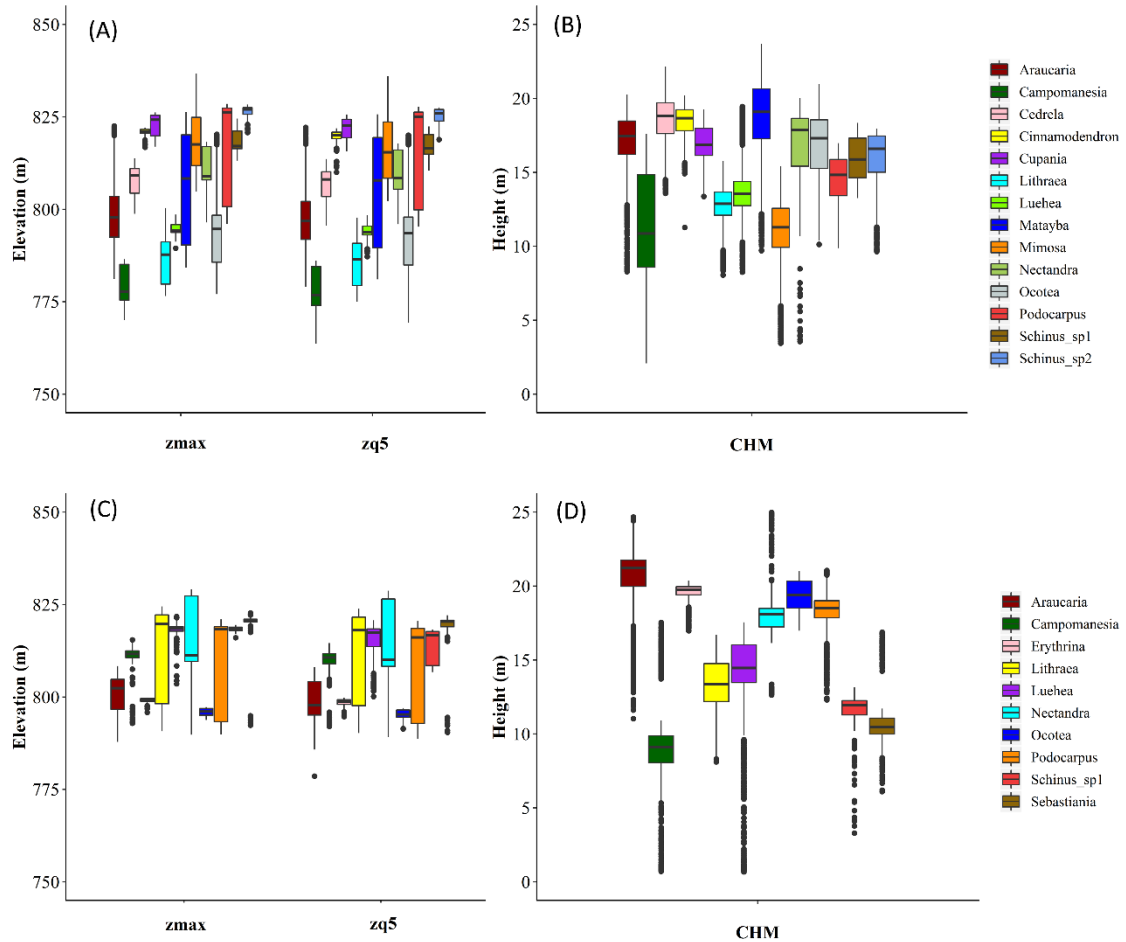 (A)
Elevation (m)
850
825
800
775
750
zmax
zq5
(B)
Height (m)
25
20
15
10
5
0
CHM
Araucaria
Campomanesia
Cedrela
Cinnamodendron
Cupania
Lithraea
Luehea
Matayba
Mimosa
Nectandra
Ocotea
Podocarpus
Schinus_sp1
Schinus_sp2
(C)
Elevation (m)
850
825
800
775
750
zmax
zq5
(D)
Height (m)
25
20
15
10
5
0
CHM
Araucaria
Campomanesia
Erythrina
Lithraea
Luehea
Nectandra
Ocotea
Podocarpus
Schinus_sp1
Sebastiania